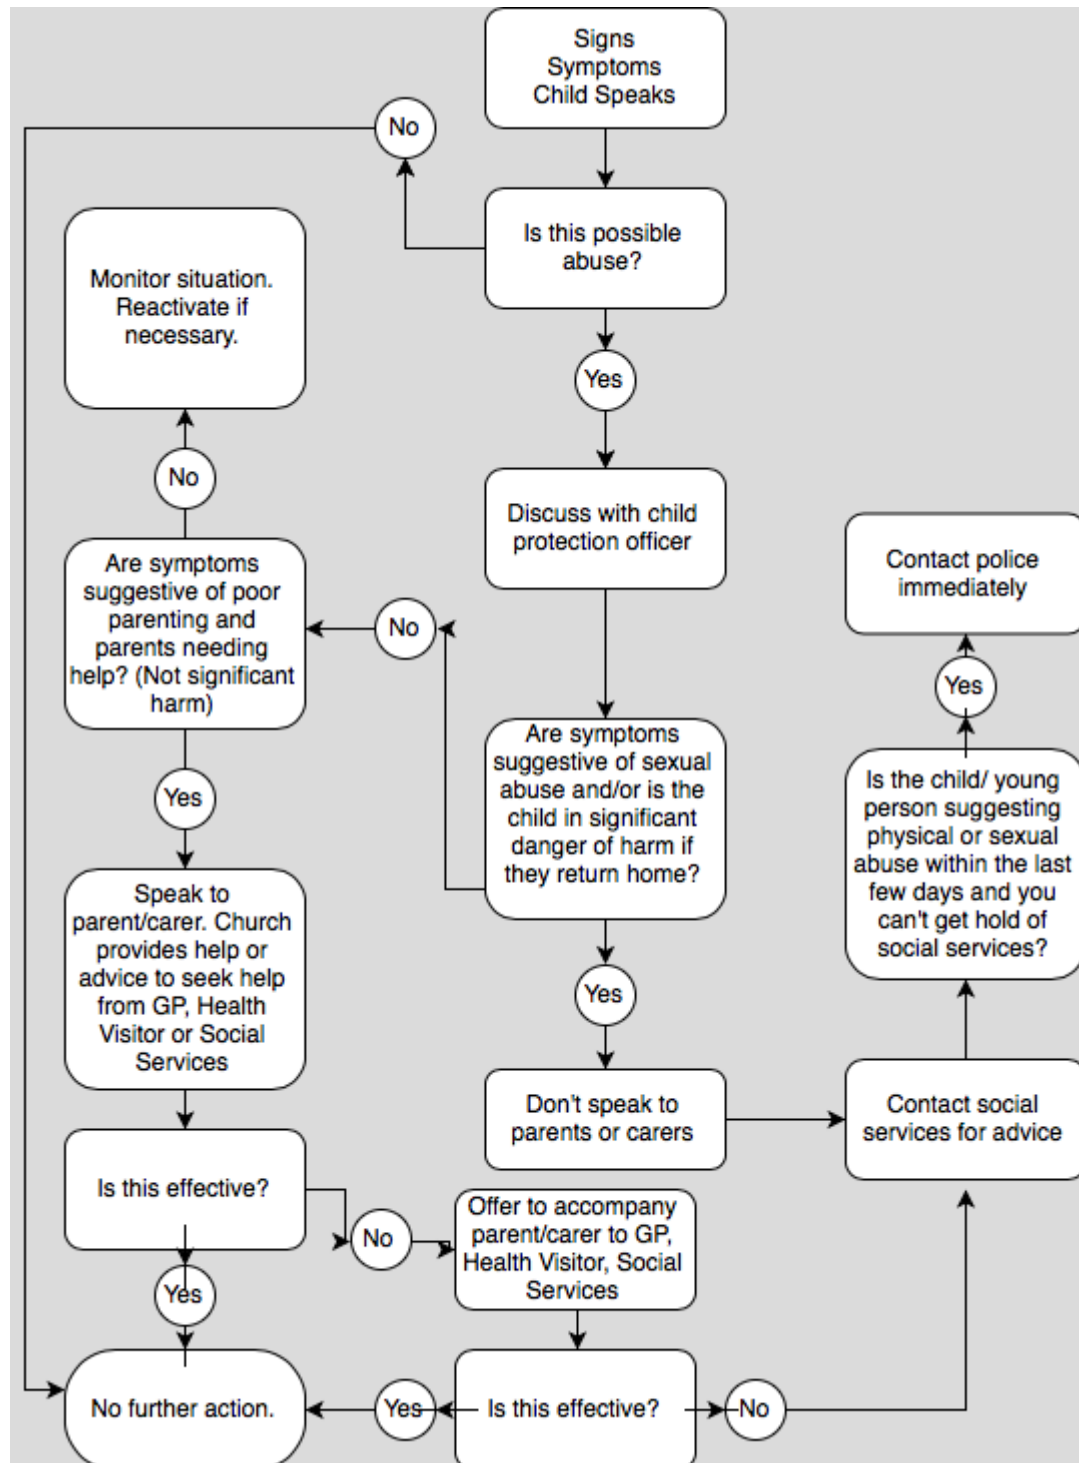 Signs
Symptoms
Child Speaks
No
Is this possible
abuse?
Monitor situation.
Reactivate if
necessary.
Yes
No
Discuss with child
protection officer
Contact police
immediately
Are symptoms
suggestive of poor
parenting and
parents needing
help? (Not significant
harm)
No
Yes
Are symptoms
suggestive of sexual
abuse and/or is the
child in significant
danger of harm if
they return home?
Is the child/ young
person suggesting
physical or sexual
abuse within the last
few days and you
can't get hold of
social services?
Yes
Speak to
parent/carer. Church
provides help or
advice to seek help
from GP, Health
Visitor or Social
Services
Yes
Don't speak to
parents or carers
Contact social
services for advice
Is this effective?
No
Offer to accompany
parent/carer to GP,
Health Visitor, Social
Services
Yes
No further action.
Yes
Is this effective?
No